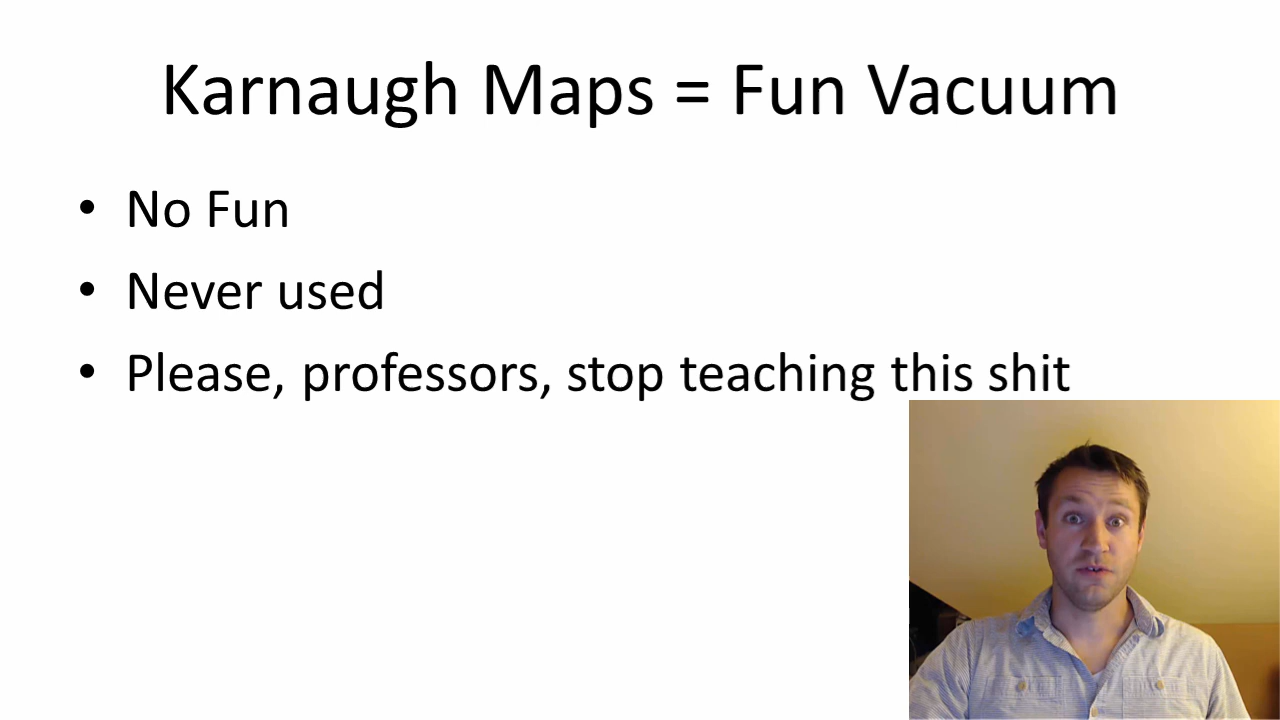 Karnaugh Maps = Fun Vacuum
• No Fun
• Never used
• Please, professors, stop teaching this shit